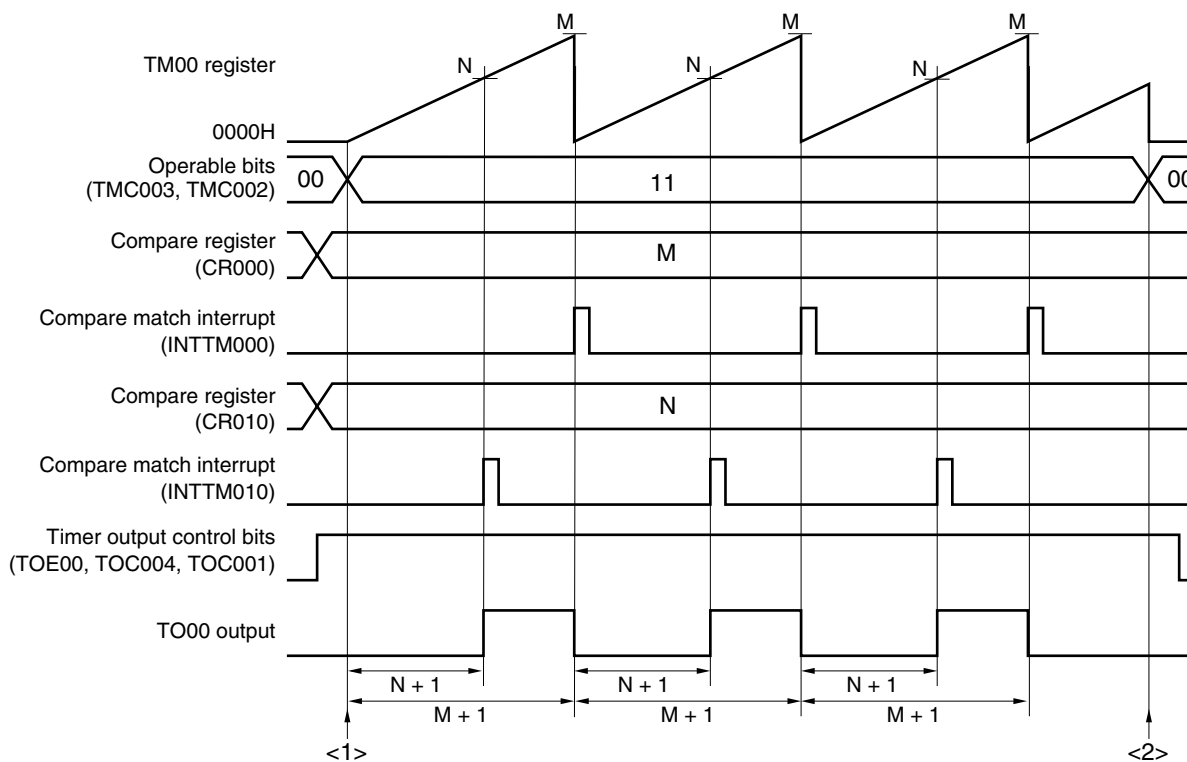 M M M
TM00 register N N N
0000H
Operable bits
(TMC003, TMC002) 00 11 00
Compare register
(CR000) M
Compare match interrupt
(INTTM000)
Compare register
(CR010) N
Compare match interrupt
(INTTM010)
Timer output control bits
(TOE00, TOC004, TOC001)
TO00 output
N + 1 N + 1 N + 1
M + 1 M + 1 M + 1
<1> <2>